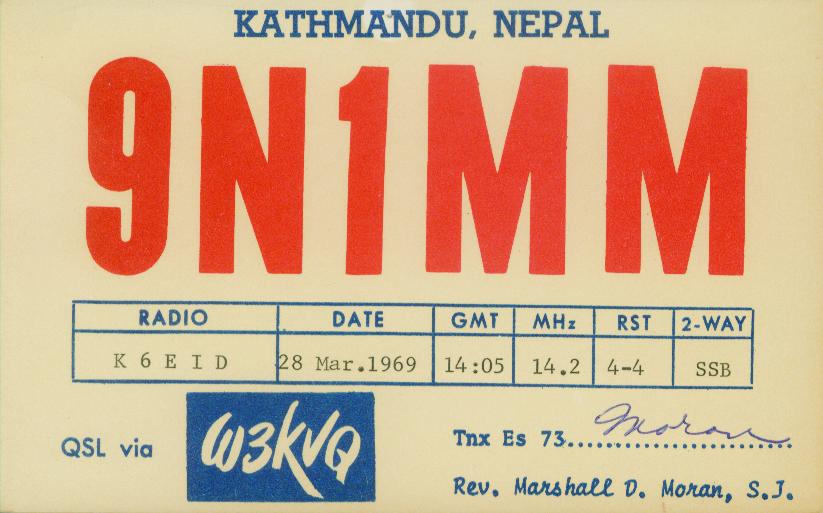 KATHMANDU, NEPAL
9N1MM
RADIO DATE GMT MHz RST 2-WAY
K 6 E I D 28 Mar.1969 14:05 14.2 4-4 SSB
QSL via W3KVQ
Tnx Es 73 Moran
Rev. Marshall D. Moran, S.J.